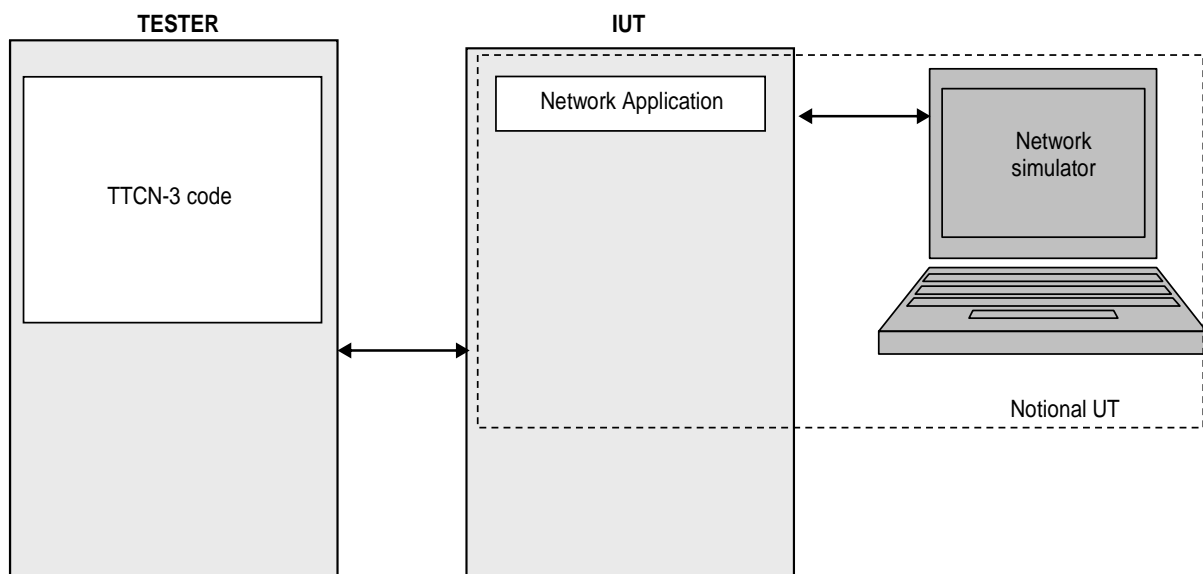 TESTER
IUT
TTCN-3 code
Network Application
Network
simulator
Notional UT